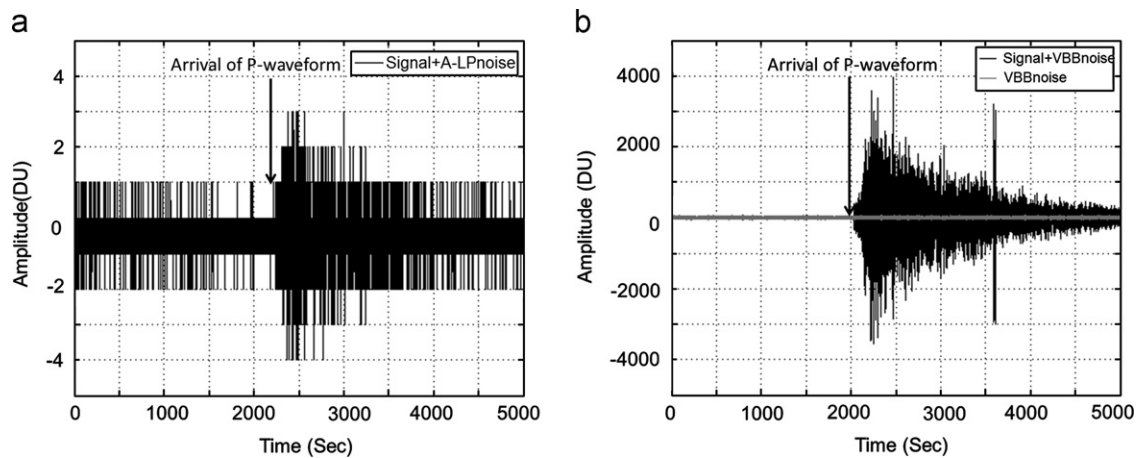 a
Amplitude(DU)
4
2
0
-2
-4
Arrival of P-waveform
Signal+A-LPnoise
0
1000
2000
3000
4000
5000
Time (Sec)
b
Amplitude (DU)
4000
2000
0
-2000
-4000
Arrival of P-waveform
Signal+VBBnoise
VBBnoise
0
1000
2000
3000
4000
5000
Time (Sec)